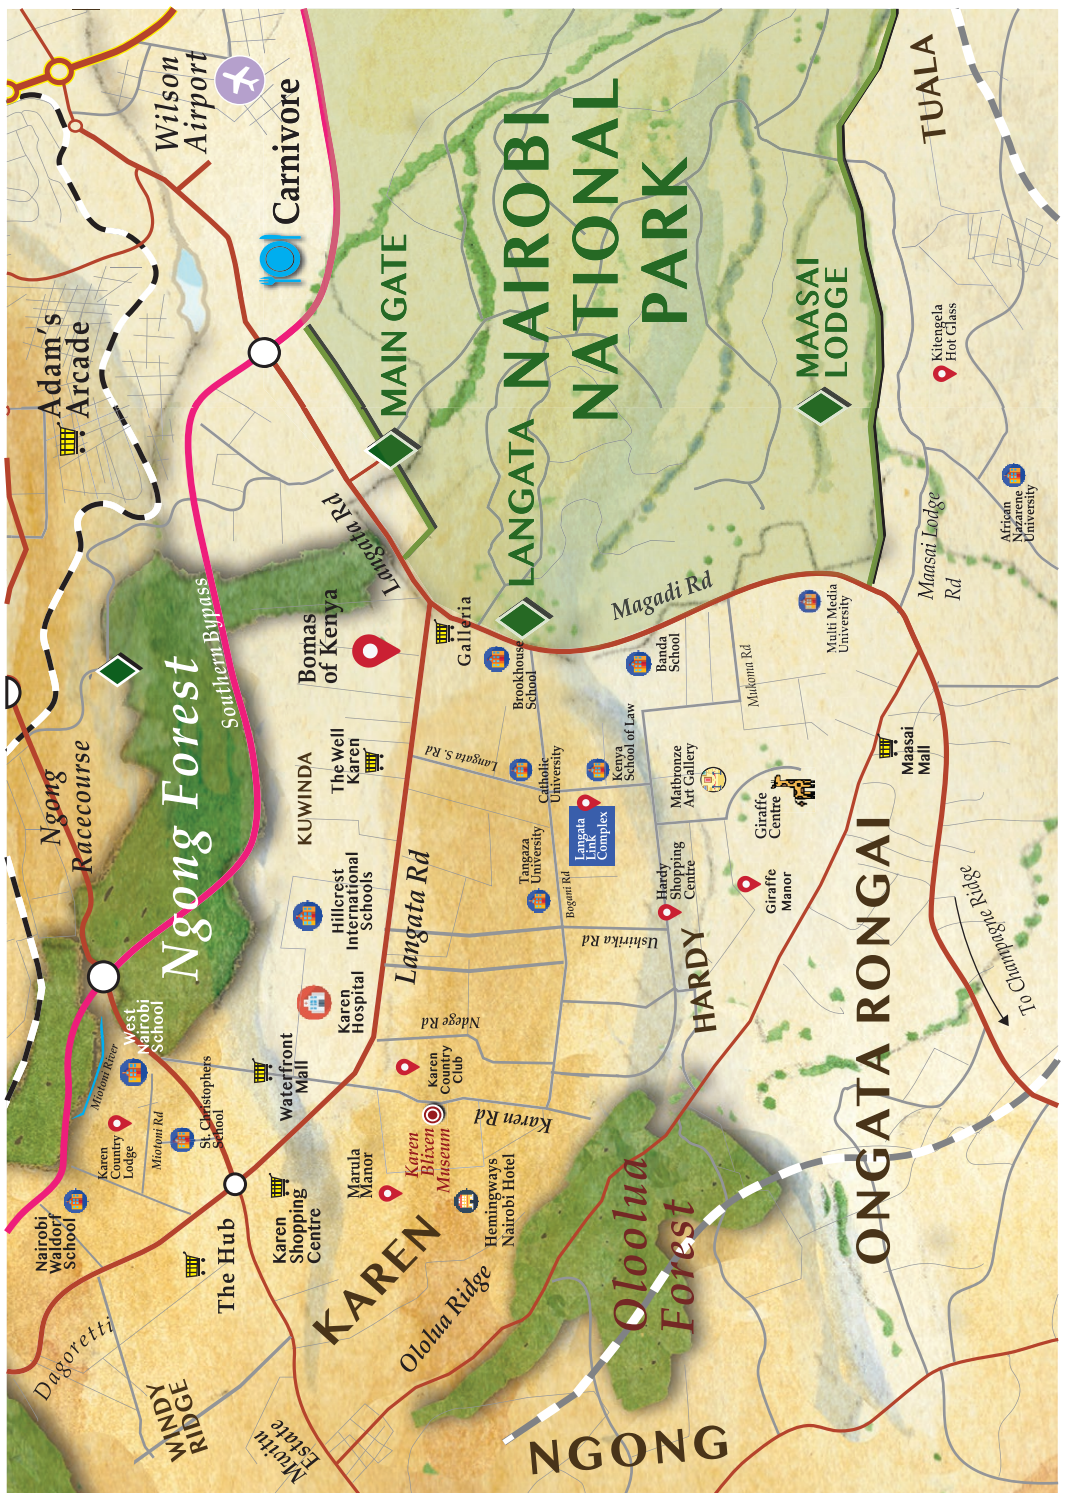 Wilson
Airport
Carnivore
Adam's
Arcade
MAIN GATE
LANGATA
NAIROBI
NATIONAL
PARK
MAASAI
LODGE
TUALA
Kitengela
Hot Glass
African
Nazarene
University
Maasai Lodge
Rd
Langata Rd
Southern Bypass
Ngong Forest
Ngong
Racecourse
Bomas
of Kenya
Galleria
Brookhouse
School
Magadi Rd
Banda
School
Multi Media
University
Mukoma Rd
Maasai
Mall
KUWINDA
The Well
Karen
Langata S. Rd
Catholic
University
Kenya
School of Law
Langata
Link
Complex
Matbronze
Art Gallery
Giraffe
Centre
Giraffe
Manor
Hardy
Shopping
Centre
Tangaza
University
Bogani Rd
Ushirika Rd
HARDY
Hillcrest
International
Schools
Langata Rd
Karen
Hospital
Ndege Rd
Karen
Country
Club
Karen Rd
Waterfront
Mall
West
Nairobi
School
Miotoni River
Miotoni Rd
St. Christophers
School
Karen
Country
Lodge
Nairobi
Waldorf
School
The Hub
Karen
Shopping
Centre
Marula
Manor
Karen
Blixen
Museum
Hemingways
Nairobi Hotel
KAREN
Ololua Ridge
Oloolua
Forest
ONGATA RONGAI
To Champagne Ridge
Dagoretti
WINDY
RIDGE
Mwitu
Estate
NGONG